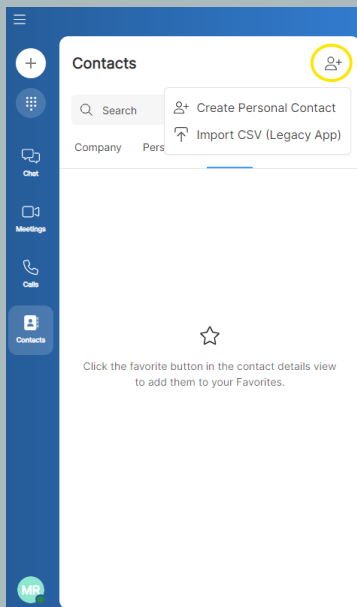 Contacts
Search
Create Personal Contact
Import CSV (Legacy App)
Company Pers
Chat
Meetings
Calls
Contacts
Click the favorite button in the contact details view
to add them to your Favorites.
MR